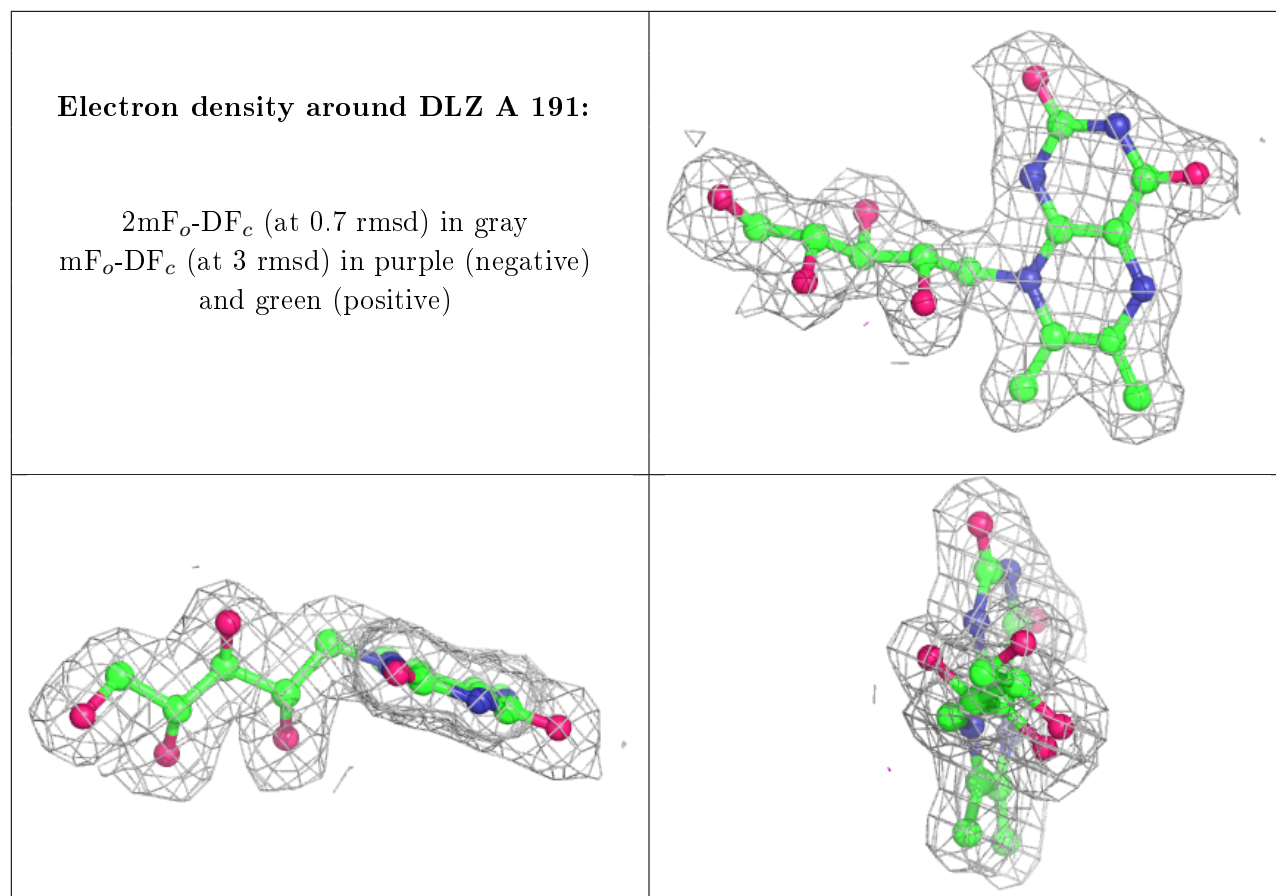 Electron density around DLZ A 191:
2mFo-DFc (at 0.7 rmsd) in gray
mFo-DFc (at 3 rmsd) in purple (negative)
and green (positive)